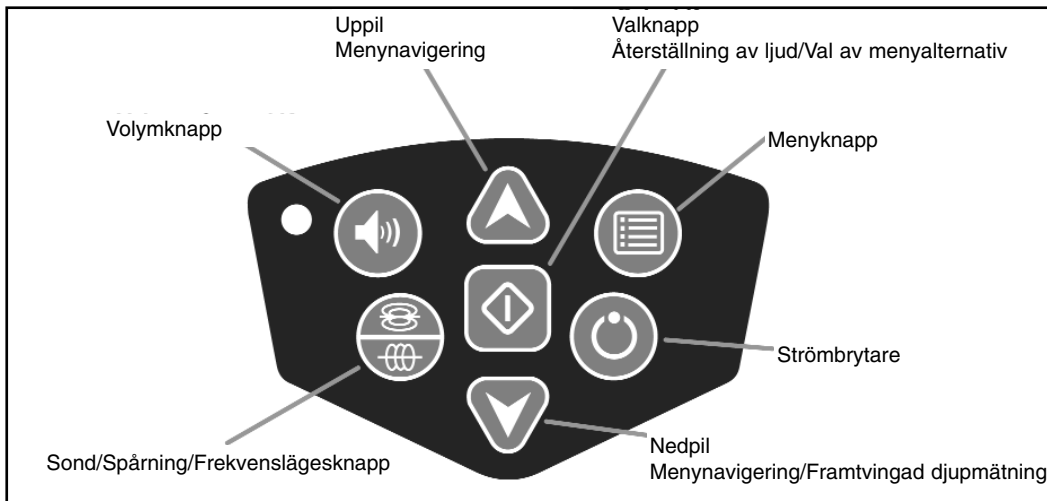 Uppil
Menynavigering
Valknapp
Återställning av ljud/Val av menyalternativ
Volymknapp
Menyknapp
Strömbrytare
Sond/Spårning/Frekvenslägesknapp
Nedpil
Menynavigering/Framtvingad djupmätning